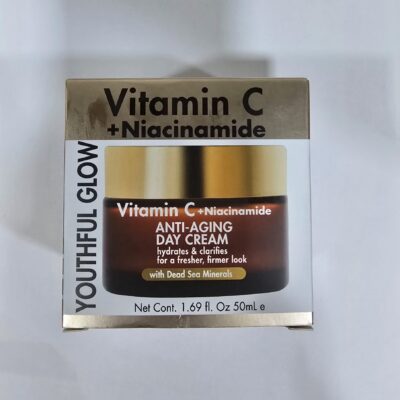 Vitamin C
+Niacinamide
YOUTHFUL GLOW
Vitamin C +Niacinamide
ANTI-AGING
DAY CREAM
hydrates & clarifies
for a fresher, firmer look
with Dead Sea Minerals
Net Cont. 1.69 fl. Oz 50mL e